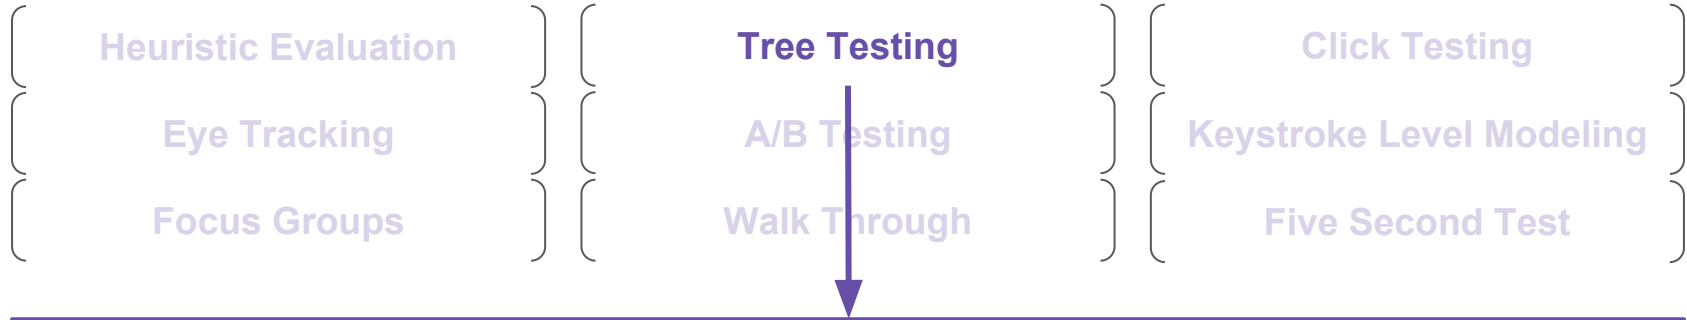 Heuristic Evaluation
Tree Testing
Click Testing
Eye Tracking
A/B Testing
Keystroke Level Modeling
Focus Groups
Walk Through
Five Second Test